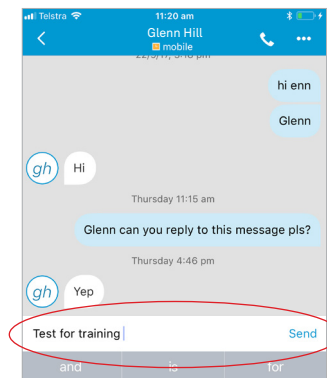 Telstra 11:20 am
Glenn Hill
mobile
hi enn
Glenn
gh Hi
Thursday 11:15 am
Glenn can you reply to this message pls?
Thursday 4:46 pm
gh Yep
Test for training Send
and is for